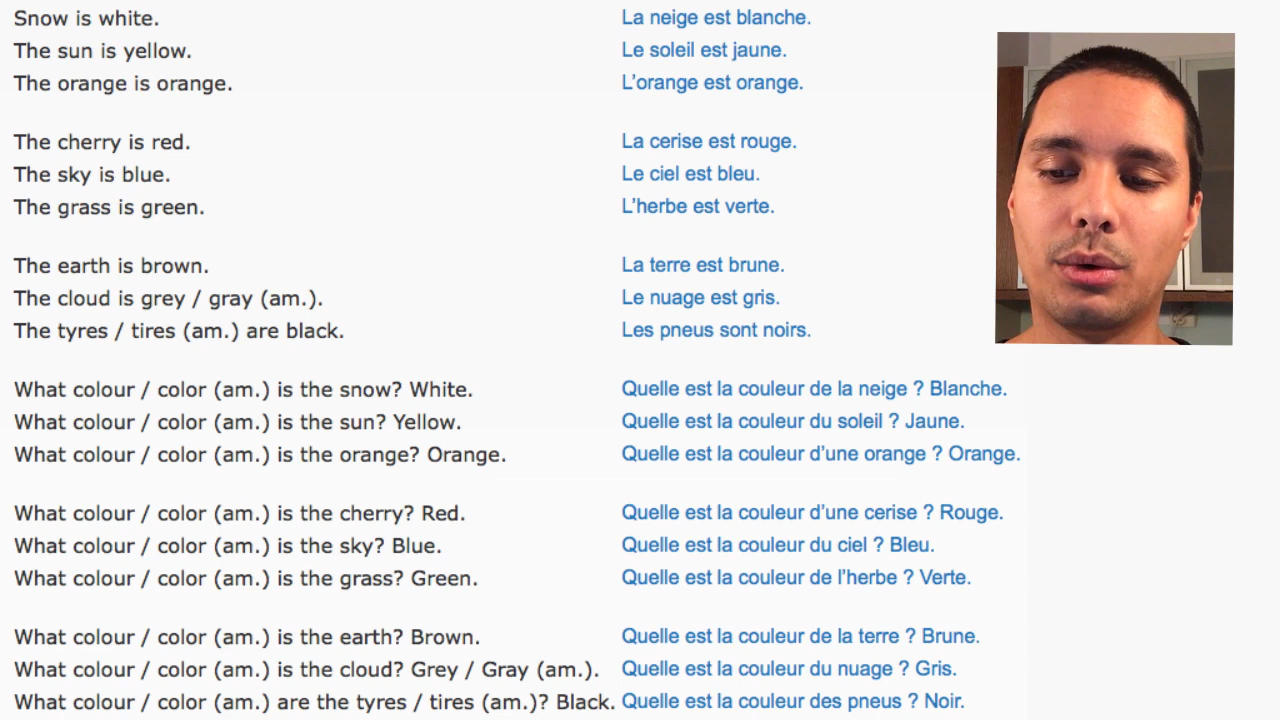 Snow is white. La neige est blanche.
The sun is yellow. Le soleil est jaune.
The orange is orange. L'orange est orange.
The cherry is red. La cerise est rouge.
The sky is blue. Le ciel est bleu.
The grass is green. L'herbe est verte.
The earth is brown. La terre est brune.
The cloud is grey / gray (am.). Le nuage est gris.
The tyres / tires (am.) are black. Les pneus sont noirs.
What colour / color (am.) is the snow? White. Quelle est la couleur de la neige ? Blanche.
What colour / color (am.) is the sun? Yellow. Quelle est la couleur du soleil ? Jaune.
What colour / color (am.) is the orange? Orange. Quelle est la couleur d'une orange ? Orange.
What colour / color (am.) is the cherry? Red. Quelle est la couleur d'une cerise ? Rouge.
What colour / color (am.) is the sky? Blue. Quelle est la couleur du ciel ? Bleu.
What colour / color (am.) is the grass? Green. Quelle est la couleur de l'herbe ? Verte.
What colour / color (am.) is the earth? Brown. Quelle est la couleur de la terre ? Brune.
What colour / color (am.) is the cloud? Grey / Gray (am.). Quelle est la couleur du nuage ? Gris.
What colour / color (am.) are the tyres / tires (am.)? Black. Quelle est la couleur des pneus ? Noir.